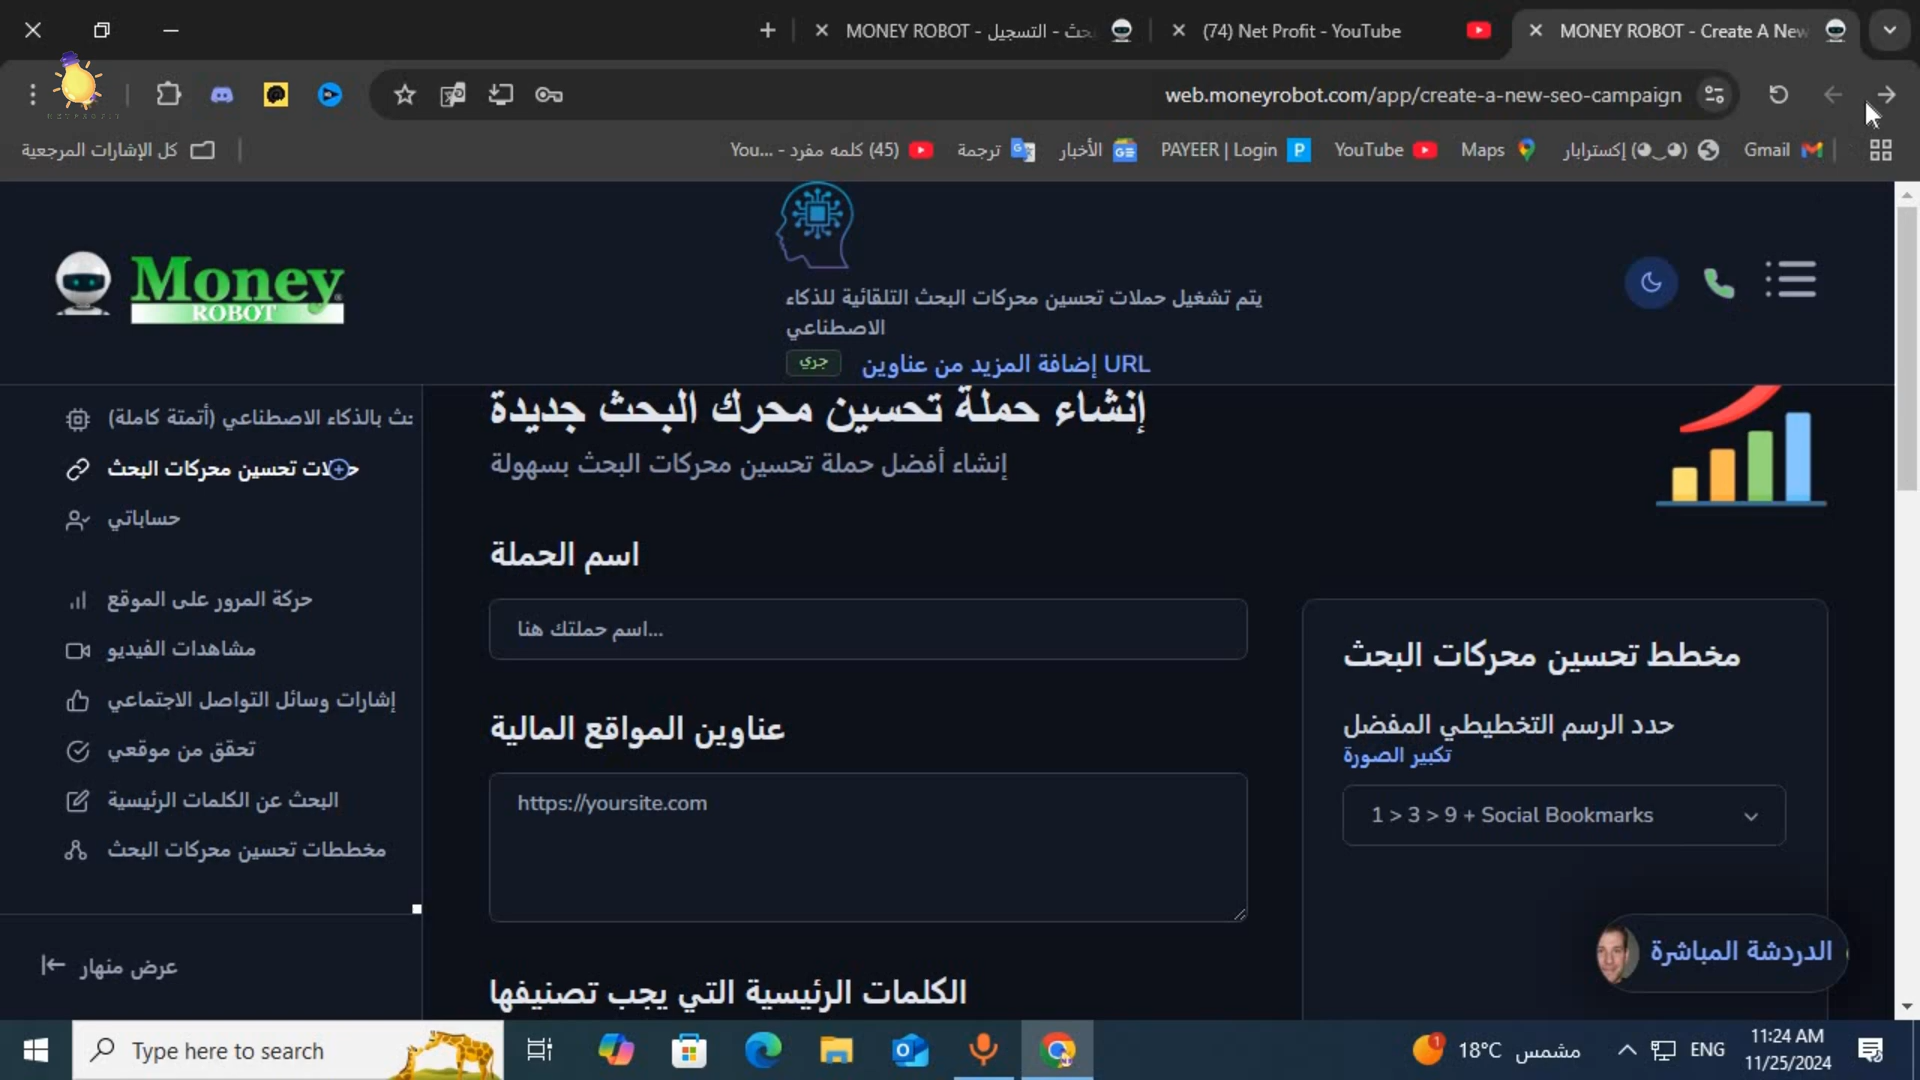 MONEY ROBOT - Create A New
(74) Net Profit - YouTube
MONEY ROBOT - التسجيل - بحث
web.moneyrobot.com/app/create-a-new-seo-campaign
Gmail
إكسترابار (◕‿◕)
Maps
YouTube
PAYEER | Login
الأخبار
ترجمة
You... - كلمه مفرد (45)
كل الإشارات المرجعية
NETPROFIT
Money
ROBOT
يتم تشغيل حملات تحسين محركات البحث التلقائية للذكاء
الاصطناعي
جري
URL إضافة المزيد من عناوين
حث بالذكاء الاصطناعي (أتمتة كاملة)
حملات تحسين محركات البحث
حساباتي
حركة المرور على الموقع
مشاهدات الفيديو
إشارات وسائل التواصل الاجتماعي
تحقق من موقعي
البحث عن الكلمات الرئيسية
مخططات تحسين محركات البحث
عرض منهار
إنشاء حملة تحسين محرك البحث جديدة
إنشاء أفضل حملة تحسين محركات البحث بسهولة
اسم الحملة
اسم حملتك هنا...
عناوين المواقع المالية
https://yoursite.com
الكلمات الرئيسية التي يجب تصنيفها
مخطط تحسين محركات البحث
حدد الرسم التخطيطي المفضل
تكبير الصورة
1 > 3 > 9 + Social Bookmarks
الدردشة المباشرة
Type here to search
1
18°C مشمس
ENG
11:24 AM
11/25/2024